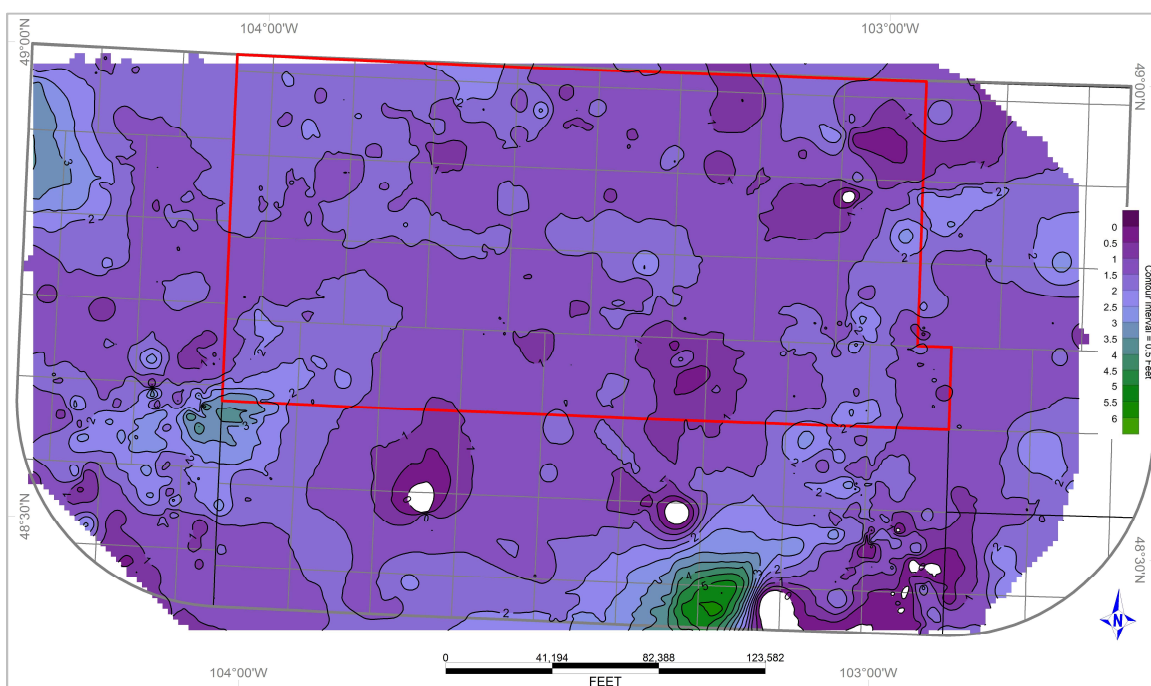 104°00'W 103°00'W
49°00'N 49°00'N
0
0.5
1
1.5
2
2.5
3
3.5
4
4.5
5
5.5
6
Contour interval = 0.5 Feet
48°30'N 48°30'N
N
0 41,194 82,388 123,582
FEET
104°00'W 103°00'W